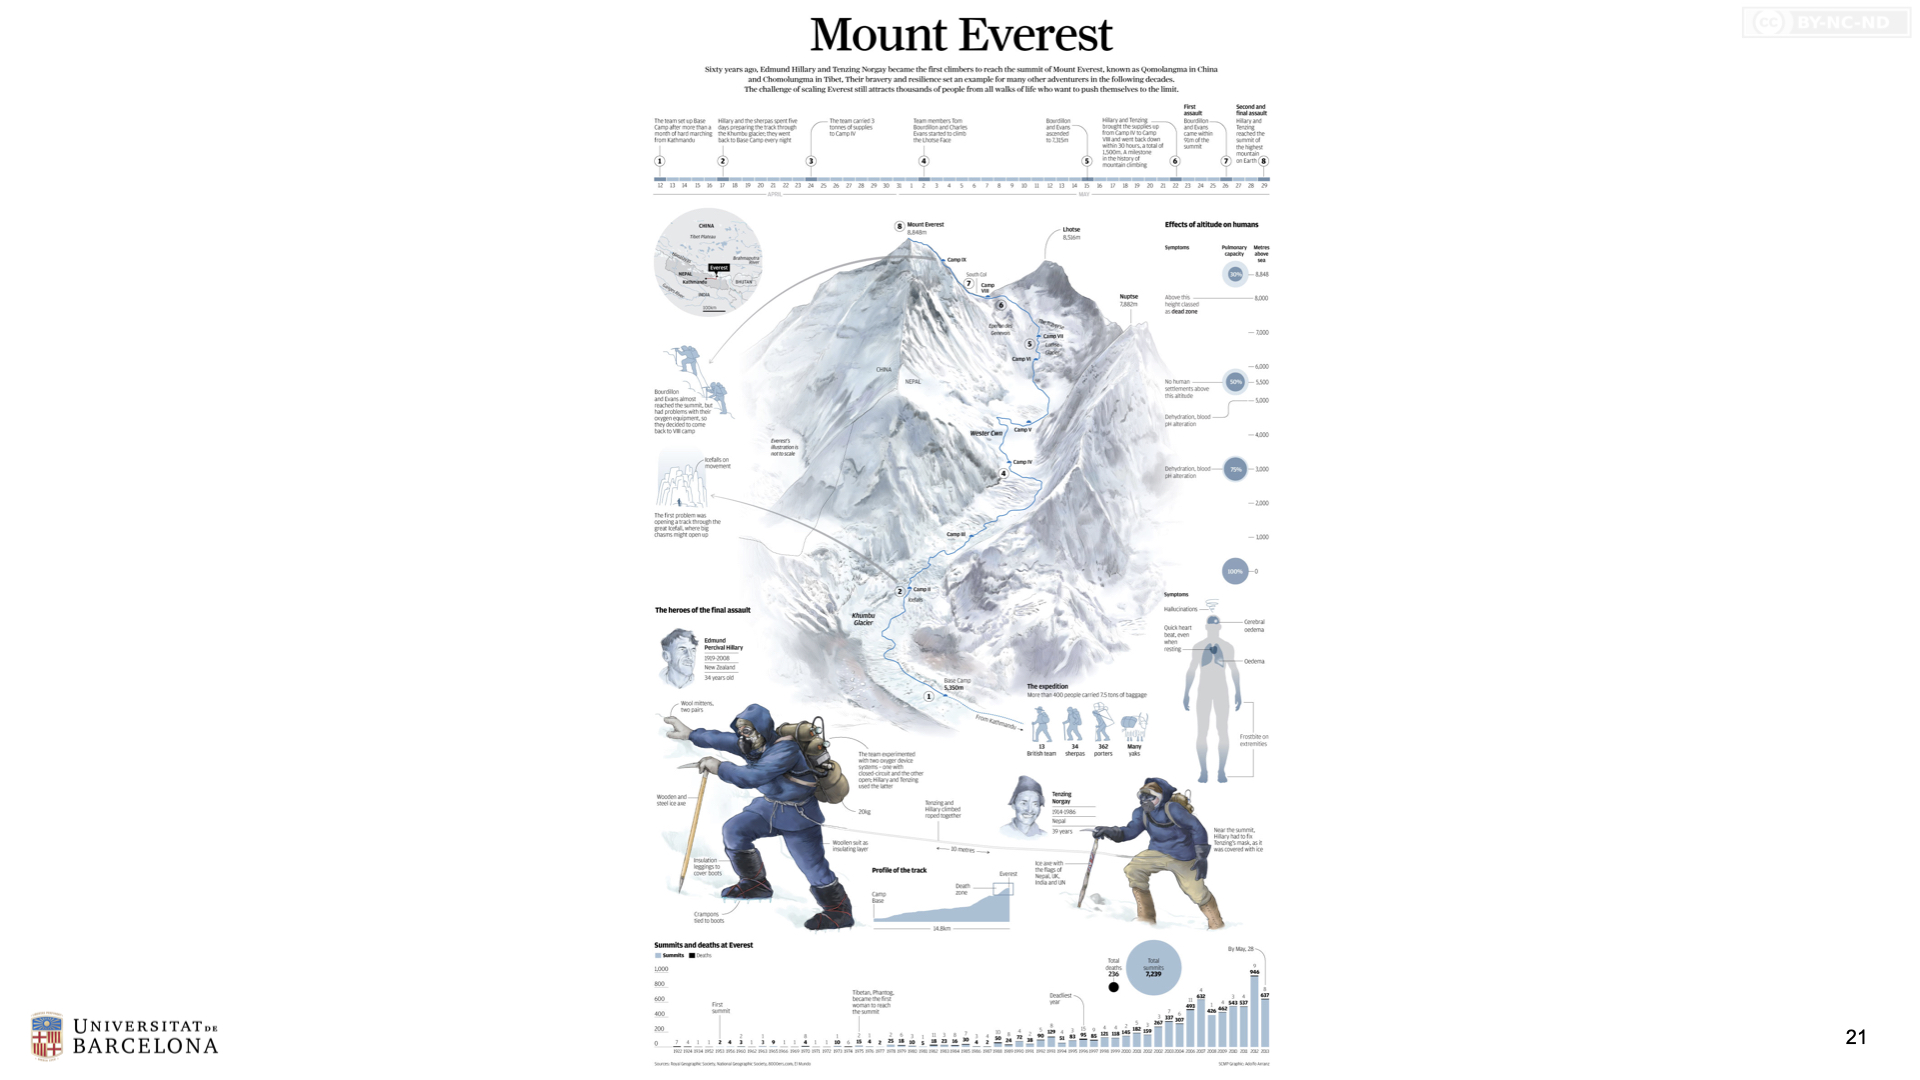 Mount Everest
BY-NC-ND
Sixty years ago, Edmund Hillary and Tenzing Norgay became the first climbers to reach the summit of Mount Everest, known as Qomolangma in China
and Chomolungma in Tibet, Their bravery and resilience set an example for many other adventurers in the following decades.
The challenge of scaling Everest still attracts thousands of people from all walks of life who want to push themselves to the limit.
The team set up Base
Camp after more than a
month of hard marching
from Kathmandu
1
Hillary and the sherpas spent five
days preparing the track through
the Khumbu glacier; they went
back to Base Camp every night
2
The team carried 3
tonnes of supplies
to Camp IV
3
Team members Tom
Bourdillon and Charles
Evans started to climb
the Lhotse Face
4
Bourdillon
and Evans
ascended
to 7,315m
5
Hillary and Tenzing
brought the supplies up
from Camp IV to Camp
VIII and went back down
within 30 hours, a total of
1,500m. A milestone
in the history of
mountain climbing
6
First
assault
Bourdillon
and Evans
came within
91m of the
summit
7
Second and
final assault
Hillary and
Tenzing
reached the
summit of
the highest
mountain
on Earth
8
12 13 14 15 16 17 18 19 20 21 22 23 24 25 26 27 28 29 30 31 1 2 3 4 5 6 7 8 9 10 11 12 13 14 15 16 17 18 19 20 21 22 23 24 25 26 27 28 29
APRIL
MAY
CHINA
Tibet Plateau
Brahmaputra
River
Everest
NEPAL
Kathmandu
BHUTAN
Ganges River
INDIA
8
Mount Everest
8,848m
Lhotse
8,516m
Camp IX
South Col
7
Camp
VIII
6
Nuptse
7,882m
Camp VII
5
Lhotse
Glacier
Camp VI
CHINA
NEPAL
Wester Cwm
Camp V
Camp IV
4
Everest's
illustration is
not to scale
Camp III
2
Camp II
Icefalls
Khumbu
Glacier
Base Camp
5,350m
1
From Kathmandu
Bourdillon
and Evans almost
reached the summit, but
had problems with their
oxygen equipment, so
they decided to come
back to VIII camp
Icefalls on
movement
The first problem was
opening a track through the
great Icefall, where big
chasms might open up
Effects of altitude on humans
Symptoms
Pulmonary
capacity
Metres
above
sea
30%
8,848
Above this
height classed
as dead zone
8,000
7,000
6,000
No human
settlements above
this altitude
50%
5,500
5,000
Dehydration, blood
pH alteration
4,000
Dehydration, blood
pH alteration
75%
3,000
2,000
1,000
100%
0
Symptoms
Hallucinations
Cerebral
oedema
Quick heart
beat, even
when
resting
Oedema
Frostbite on
extremities
The heroes of the final assault
Edmund
Percival Hillary
1919-2008
New Zealand
34 years old
Wool mittens,
two pairs
Wooden and
steel ice axe
Insulation
leggings to
cover boots
Crampons
tied to boots
The team experimented
with two oxyger device
systems - one with
closed-circuit and the other
open; Hillary and Tenzing
used the latter
20kg
Woollen suit as
insulating layer
Tenzing and
Hillary climbed
roped together
10 metres
The expedition
More than 400 people carried 7.5 tons of baggage
13
British team
34
sherpas
362
porters
Many
yaks
Tenzing
Norgay
1914-1986
Nepal
39 years
Ice axe with
the flags of
Nepal, UK,
India and UN
Near the summit,
Hillary had to fix
Tenzing's mask, as it
was covered with ice
Profile of the track
Camp
Base
Death
zone
Everest
14.8km
Summits and deaths at Everest
Summits
Deaths
1,000
800
600
400
200
0
First
summit
Tibetan, Phantog,
became the first
woman to reach
the summit
Deadliest
year
Total
deaths
236
Total
summits
7,239
By May, 28
946
637
Sources: Royal Geographic Society, National Geographic Society, 8000ers.com, El Mundo
SCMP Graphic, Adolfo Arranz
UNIVERSITAT DE
BARCELONA
21